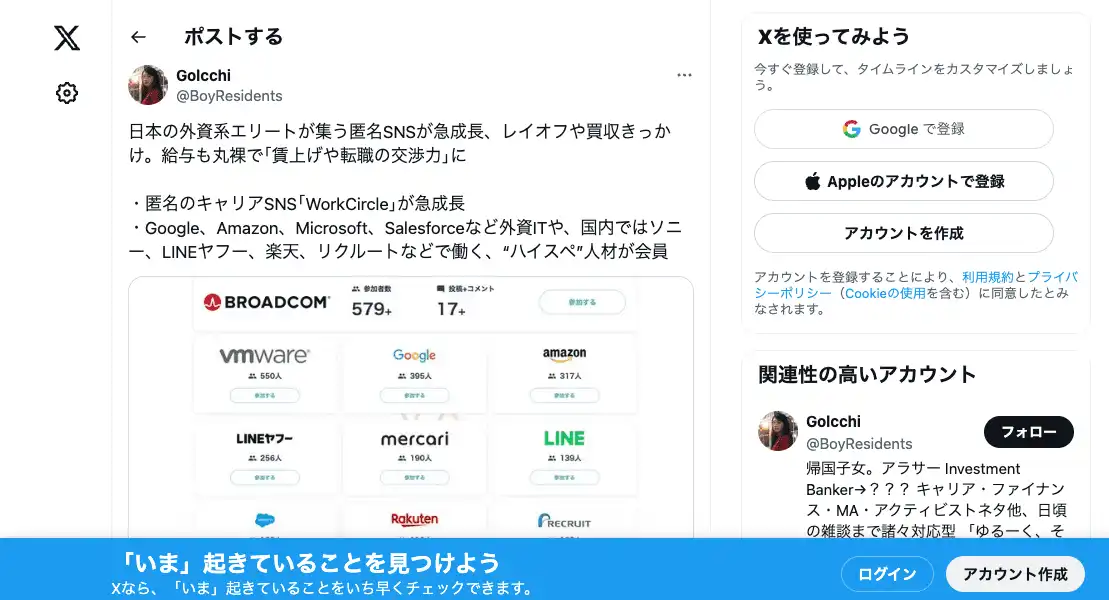 ポストする
Golcchi
@BoyResidents
日本の外資系エリートが集う匿名SNSが急成長、レイオフや買収きっか
け。給与も丸裸で｢賃上げや転職の交渉力｣に
・匿名のキャリアSNS｢WorkCircle｣が急成長
・Google、Amazon、Microsoft、Salesforceなど外資ITや、国内ではソニ
ー、LINEヤフー、楽天、リクルートなどで働く、“ハイスペ”人材が会員
BROADCOM
参加者数
579+
投稿+コメント
17+
参加する
vmware
550人
参加する
Google
395人
参加する
amazon
317人
参加する
LINEヤフー
256人
参加する
mercari
190人
参加する
LINE
139人
参加する
Rakuten
RECRUIT
Xを使ってみよう
今すぐ登録して、タイムラインをカスタマイズしましょ
う。
Google で登録
Appleのアカウントで登録
アカウントを作成
アカウントを登録することにより、利用規約とプライバ
シーポリシー（Cookieの使用を含む）に同意したとみ
なされます。
関連性の高いアカウント
Golcchi
@BoyResidents
フォロー
帰国子女。アラサー Investment
Banker→？？？ キャリア・ファイナン
ス・MA・アクティビストネタ他、日頃
の雑談まで諸々対応型 「ゆるーく、そ
「いま」起きていることを見つけよう
Xなら、「いま」起きていることをいち早くチェックできます。
ログイン
アカウント作成